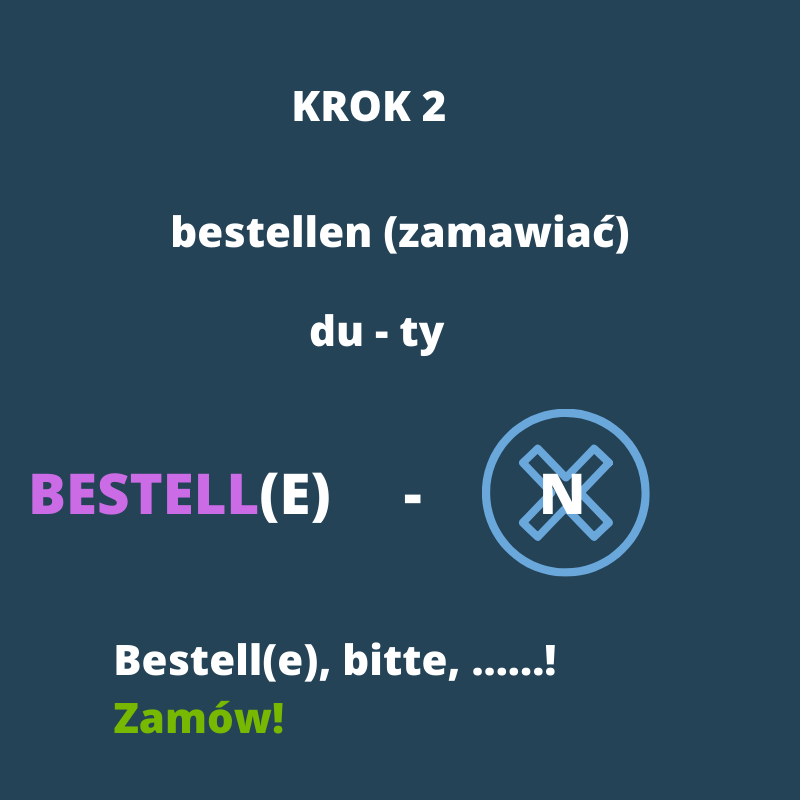 KROK 2
bestellen (zamawiać)
du - ty
BESTELL(E) - N
Bestell(e), bitte, ......!
Zamów!